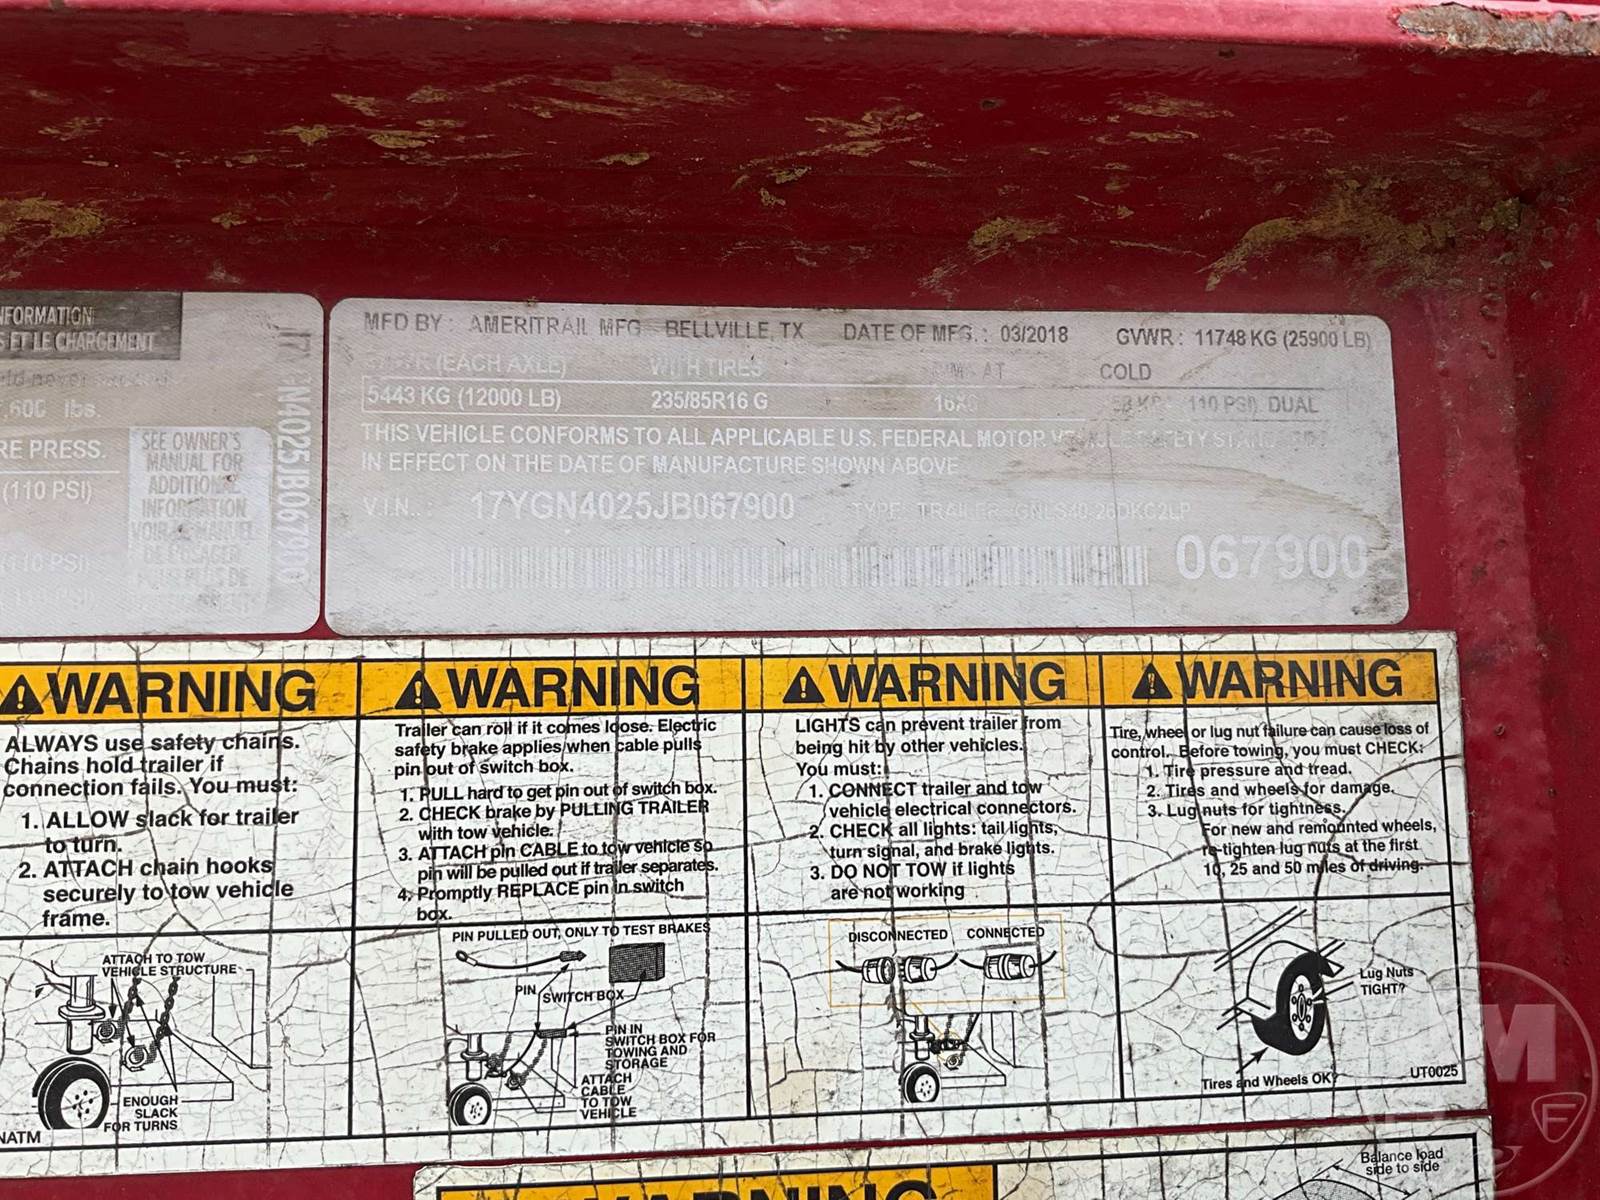 NFORMATION
S ET LE CHARGEMENT
,600 lbs.
RE PRESS.
(110 PSI)
(110 PSI)
SEE OWNER'S
MANUAL FOR
ADDITIONAL
INFORMATION
VOIR LE MANUEL
DE L'USAGER
POUR PLUS DE
N4025JB067900
MFD BY : AMERITRAIL MFG BELLVILLE, TX DATE OF MFG. : 03/2018 GVWR : 11748 KG (25900 LB)
(EACH AXLE) WITH TIRES RIMS AT COLD
5443 KG (12000 LB) 235/85R16 G 16X6 (110 PSI) DUAL
THIS VEHICLE CONFORMS TO ALL APPLICABLE U.S. FEDERAL MOTOR VEHICLE SAFETY STANDARDS
IN EFFECT ON THE DATE OF MANUFACTURE SHOWN ABOVE
V.I.N. : 17YGN4025JB067900 TYPE: TRAILER
067900
WARNING
ALWAYS use safety chains.
Chains hold trailer if
connection fails. You must:
1. ALLOW slack for trailer
to turn.
2. ATTACH chain hooks
securely to tow vehicle
frame.
ATTACH TO TOW
VEHICLE STRUCTURE
ENOUGH
SLACK
FOR TURNS
NATM
WARNING
Trailer can roll if it comes loose. Electric
safety brake applies when cable pulls
pin out of switch box.
1. PULL hard to get pin out of switch box.
2. CHECK brake by PULLING TRAILER
with tow vehicle.
3. ATTACH pin CABLE to tow vehicle so
pin will be pulled out if trailer separates.
4. Promptly REPLACE pin in switch
box.
PIN PULLED OUT, ONLY TO TEST BRAKES
PIN SWITCH BOX
PIN IN
SWITCH BOX FOR
TOWING AND
STORAGE
ATTACH
CABLE
TO TOW
VEHICLE
WARNING
LIGHTS can prevent trailer from
being hit by other vehicles.
You must:
1. CONNECT trailer and tow
vehicle electrical connectors.
2. CHECK all lights: tail lights,
turn signal, and brake lights.
3. DO NOT TOW if lights
are not working
DISCONNECTED CONNECTED
WARNING
Tire, wheel or lug nut failure can cause loss of
control. Before towing, you must CHECK:
1. Tire pressure and tread.
2. Tires and wheels for damage.
3. Lug nuts for tightness.
For new and remounted wheels,
re-tighten lug nuts at the first
10, 25 and 50 miles of driving.
Lug Nuts
TIGHT?
Tires and Wheels OK?
UT0025
WARNING
Balance load
side to side
M
F